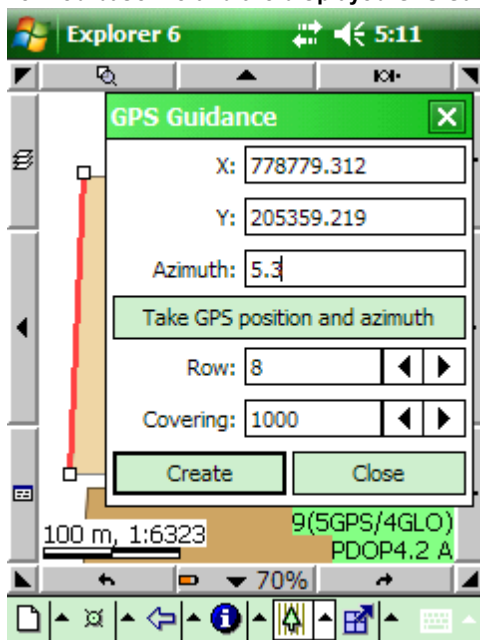 Explorer 6 5:11
GPS Guidance
X: 778779.312
Y: 205359.219
Azimuth: 5.3
Take GPS position and azimuth
Row: 8
Covering: 1000
Create Close
9(5GPS/4GLO)
100 m, 1:6323
PDOP4.2 A
70%